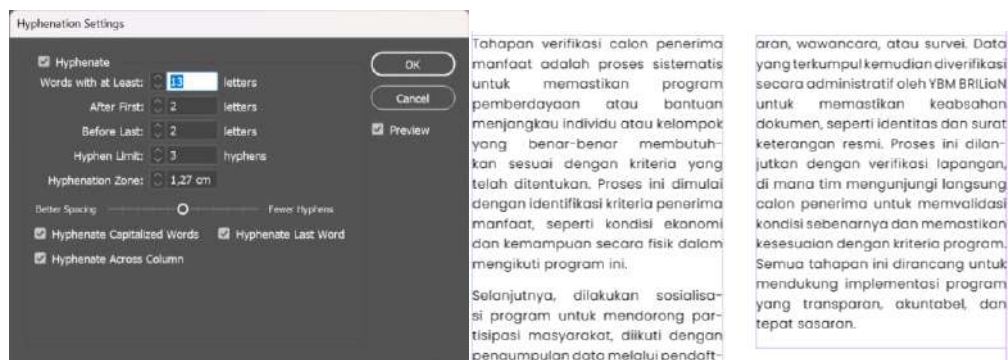 Hyphenation Settings
Hyphenate
Words with at Least: 13 letters
After First: 2 letters
Before Last: 2 letters
Hyphen Limit: 3 hyphens
Hyphenation Zone: 1,27 cm
Better Spacing Fewer Hyphens
Hyphenate Capitalized Words Hyphenate Last Word
Hyphenate Across Column
OK
Cancel
Preview
Tahapan verifikasi calon penerima
manfaat adalah proses sistematis
untuk memastikan program
pemberdayaan atau bantuan
menjangkau individu atau kelompok
yang benar-benar membutuh-
kan sesuai dengan kriteria yang
telah ditentukan. Proses ini dimulai
dengan identifikasi kriteria penerima
manfaat, seperti kondisi ekonomi
dan kemampuan secara fisik dalam
mengikuti program ini.
Selanjutnya, dilakukan sosialisa-
si program untuk mendorong par-
tisipasi masyarakat, diikuti dengan
pengumpulan data melalui pendaft-
aran, wawancara, atau survei. Data
yang terkumpul kemudian diverifikasi
secara administratif oleh YBM BRILiaN
untuk memastikan keabsahan
dokumen, seperti identitas dan surat
keterangan resmi. Proses ini dilan-
jutkan dengan verifikasi lapangan,
di mana tim mengunjungi langsung
calon penerima untuk memvalidasi
kondisi sebenarnya dan memastikan
kesesuaian dengan kriteria program.
Semua tahapan ini dirancang untuk
mendukung implementasi program
yang transparan, akuntabel, dan
tepat sasaran.